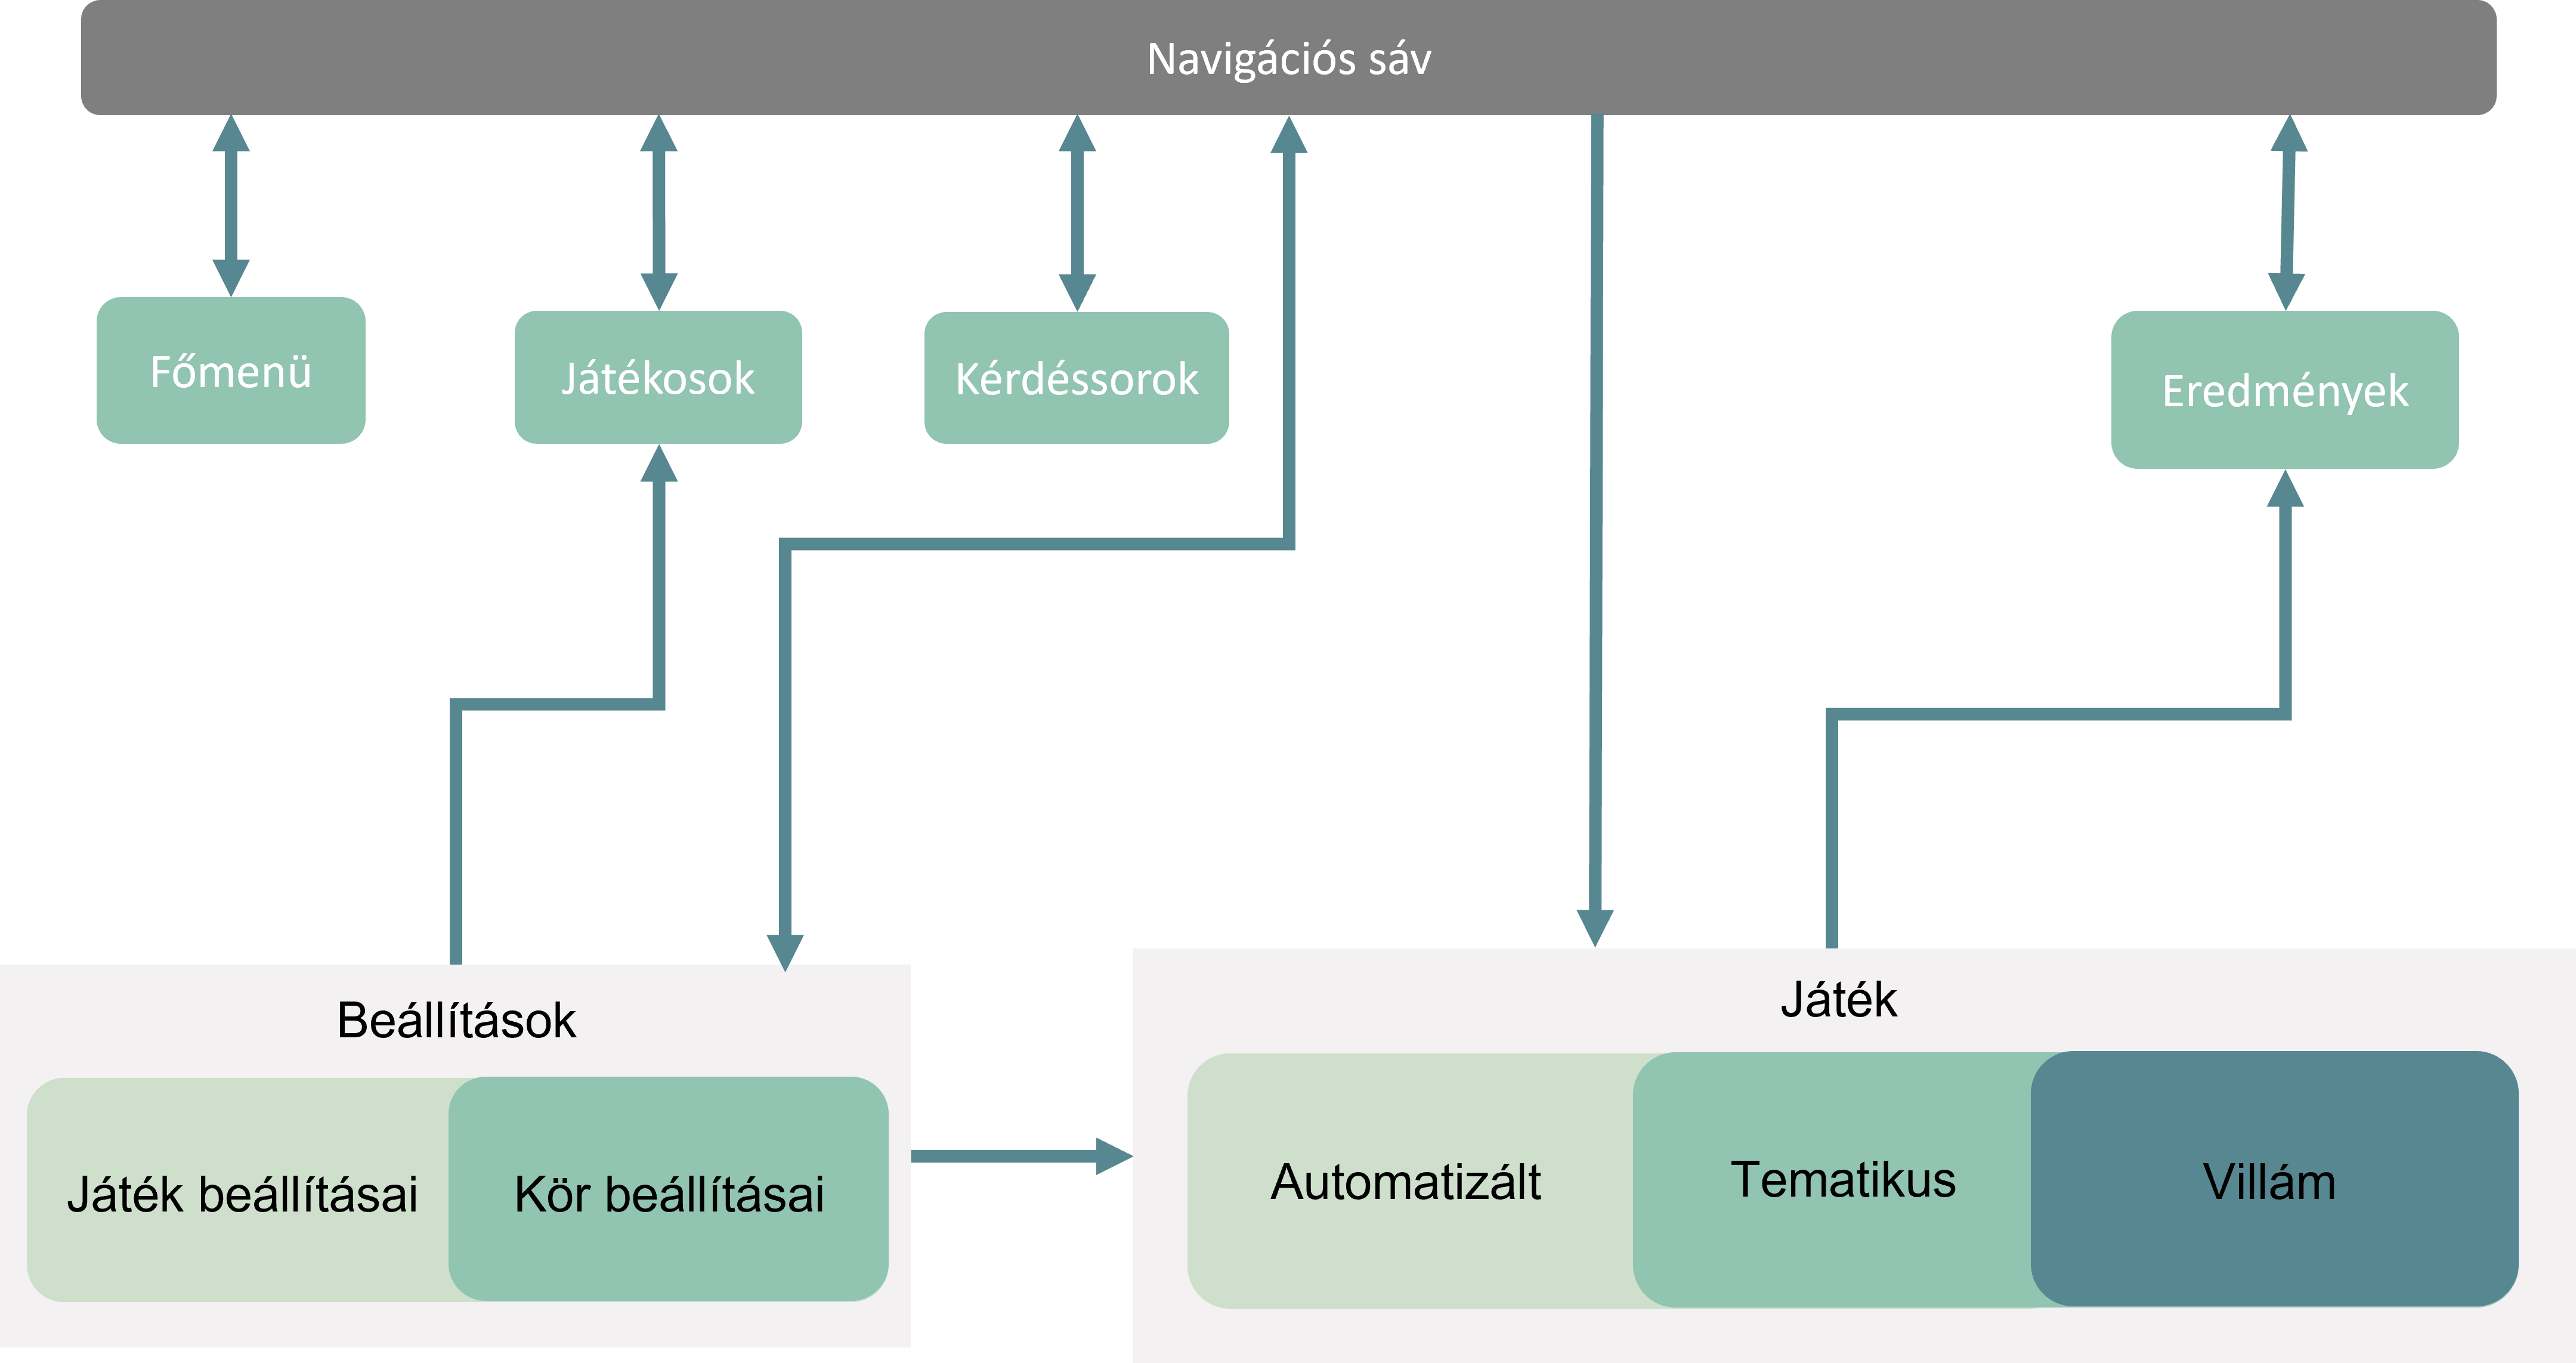 Navigációs sáv
Főmenü
Játékosok
Kérdéssorok
Eredmények
Beállítások
Játék beállításai
Kör beállításai
Játék
Automatizált
Tematikus
Villám